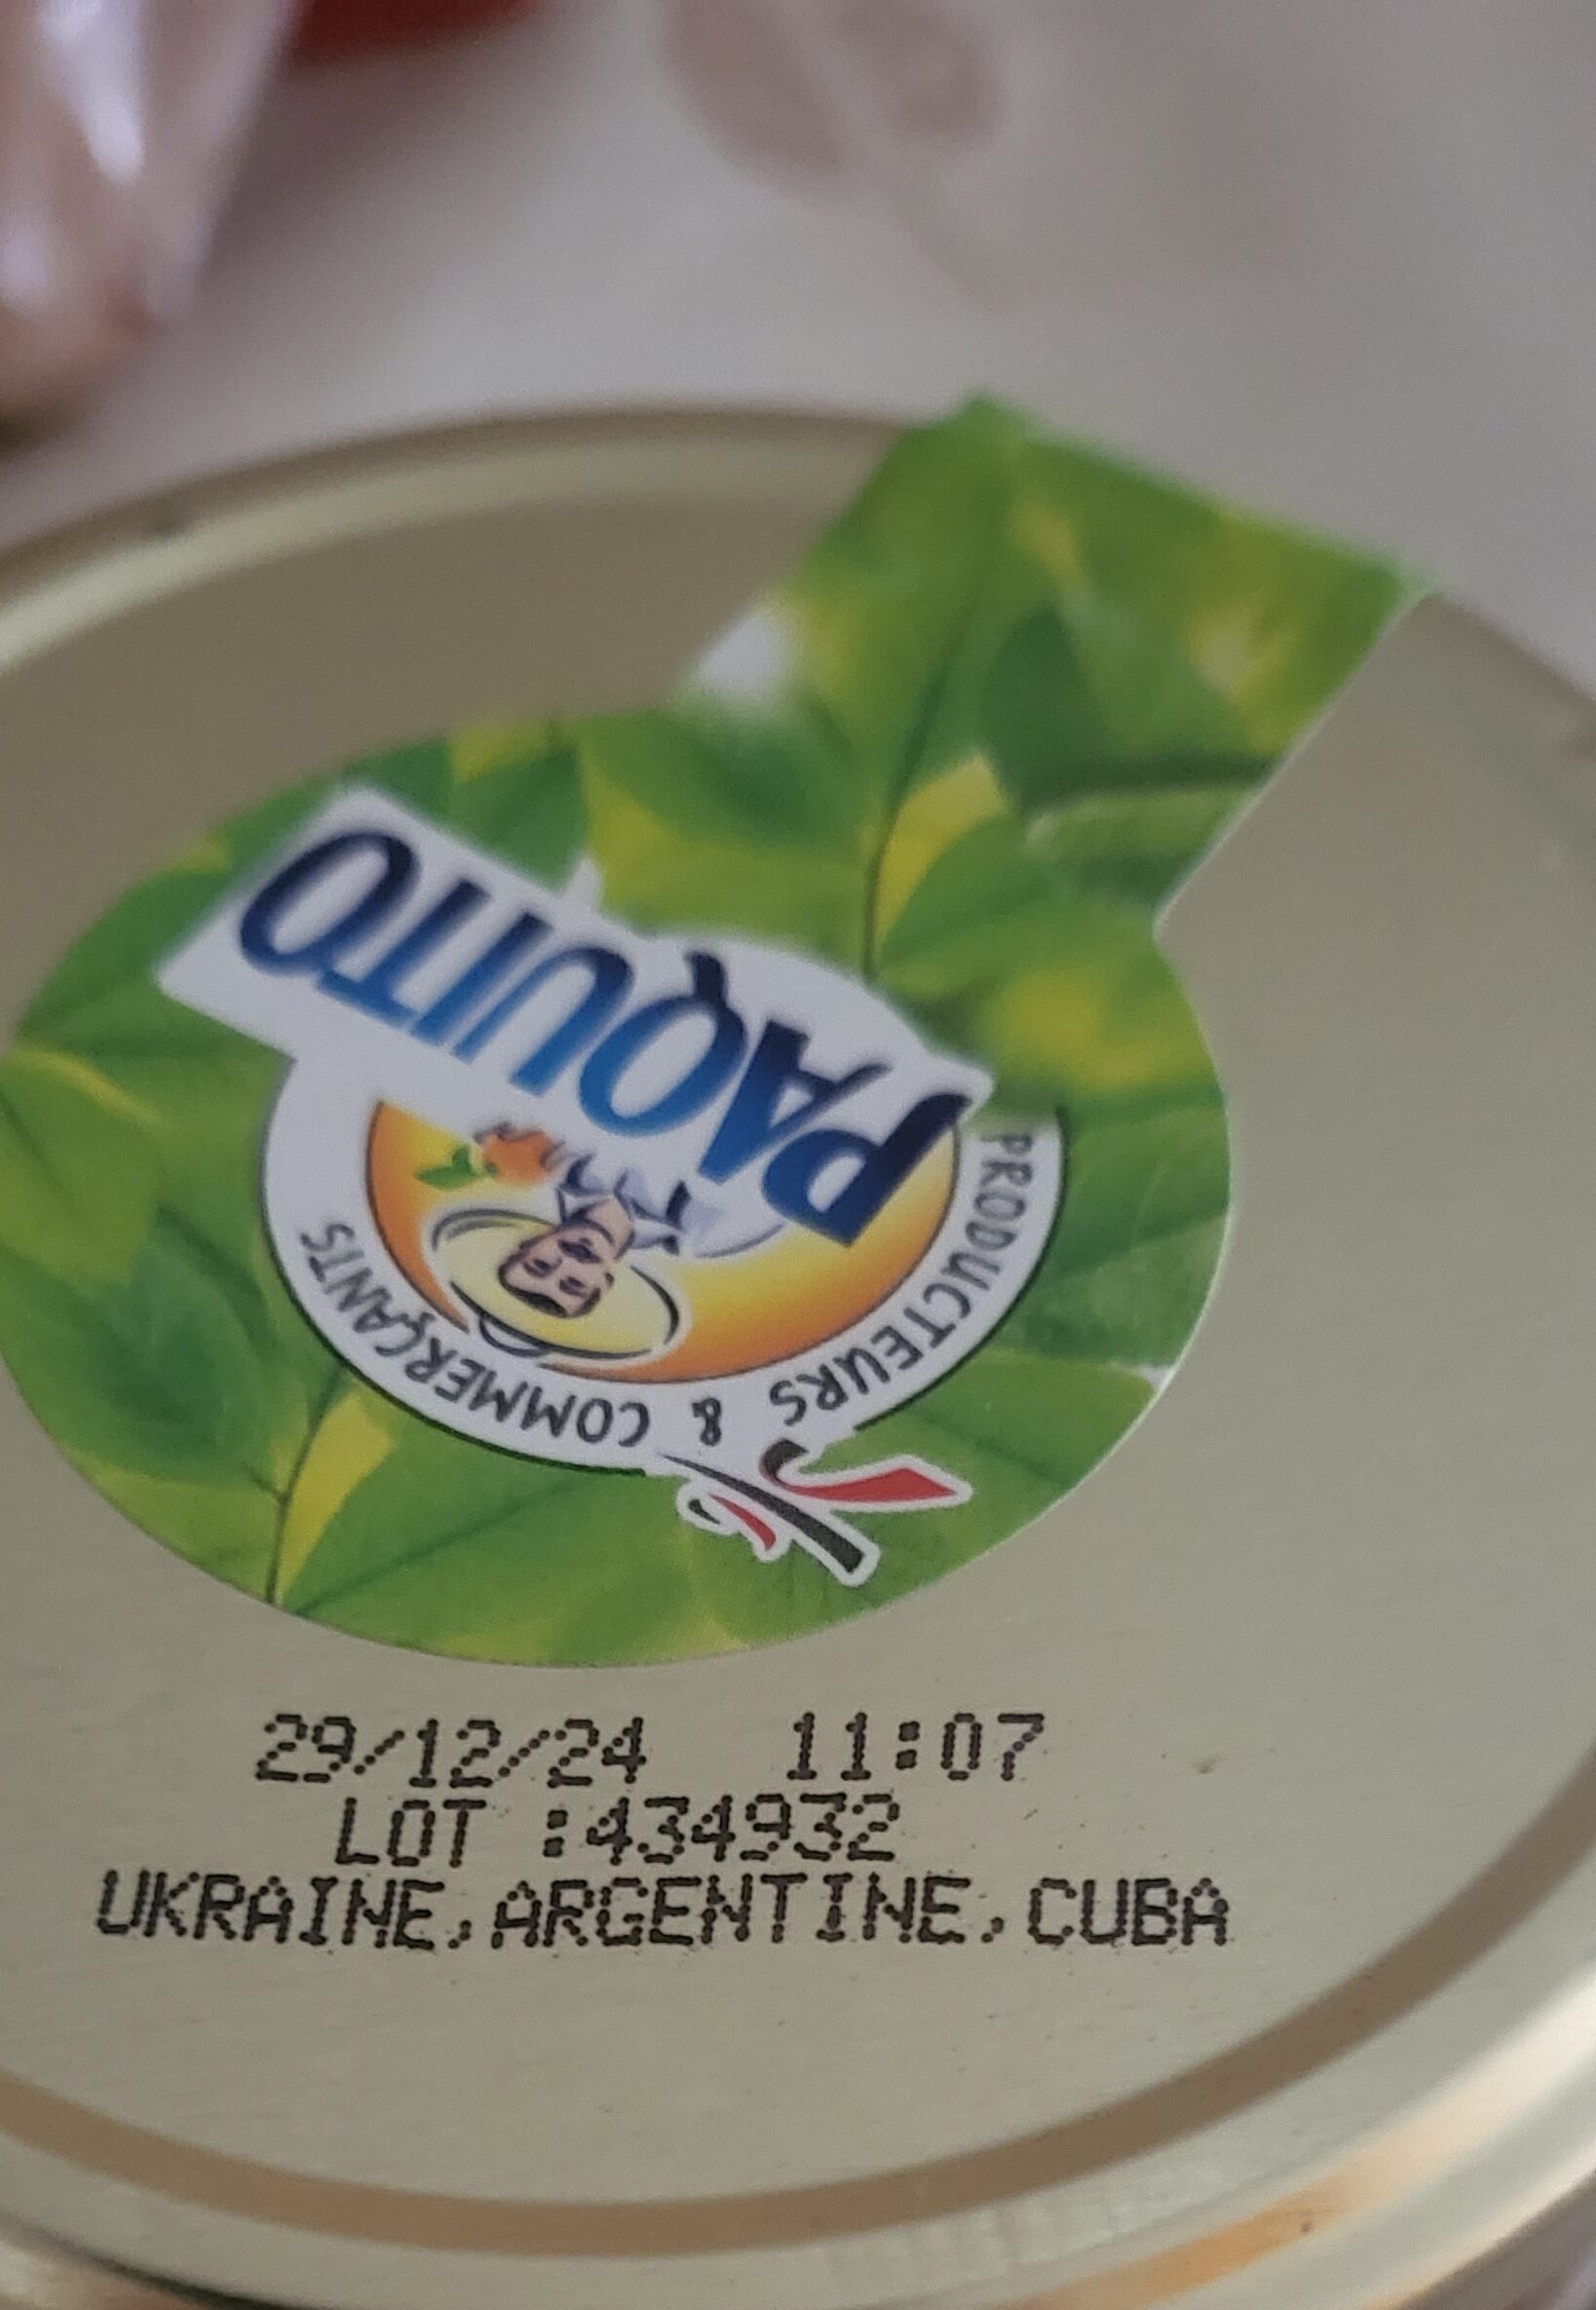 PAQUITO
PRODUCTEURS & COMMERÇANTS
29/12/24 11:07
LOT :434932
UKRAINE,ARGENTINE,CUBA